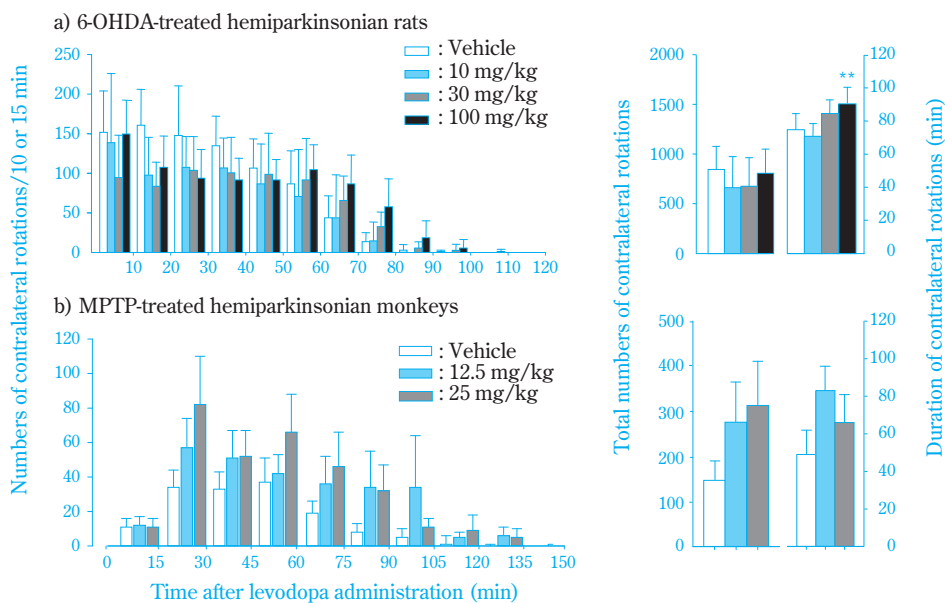 a) 6-OHDA-treated hemiparkinsonian rats
Numbers of contralateral rotations/10 or 15 min
250
200
150
100
50
0
: Vehicle
: 10 mg/kg
: 30 mg/kg
: 100 mg/kg
10 20 30 40 50 60 70 80 90 100 110 120
Total numbers of contralateral rotations
2000
1500
1000
500
0
**
120
100
80
60
40
20
0
Duration of contralateral rotations (min)
b) MPTP-treated hemiparkinsonian monkeys
120
100
80
60
40
20
0
: Vehicle
: 12.5 mg/kg
: 25 mg/kg
0 15 30 45 60 75 90 105 120 135 150
Time after levodopa administration (min)
500
400
300
200
100
0
120
100
80
60
40
20
0